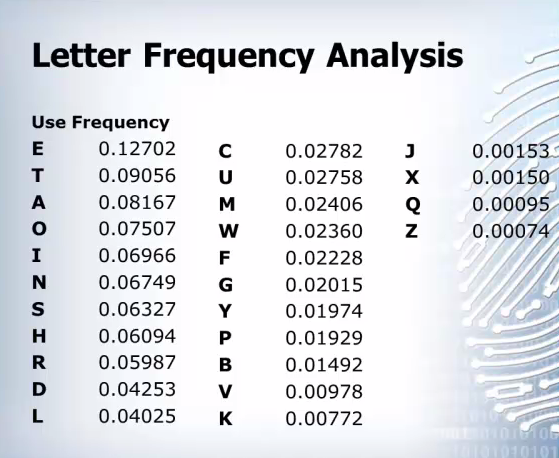 Letter Frequency Analysis
Use Frequency
E 0.12702
T 0.09056
A 0.08167
O 0.07507
I 0.06966
N 0.06749
S 0.06327
H 0.06094
R 0.05987
D 0.04253
L 0.04025
C 0.02782
U 0.02758
M 0.02406
W 0.02360
F 0.02228
G 0.02015
Y 0.01974
P 0.01929
B 0.01492
V 0.00978
K 0.00772
J 0.00153
X 0.00150
Q 0.00095
Z 0.00074